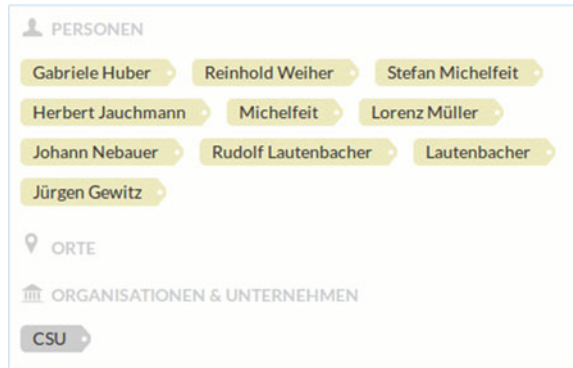 PERSONEN
Gabriele Huber Reinhold Weiher Stefan Michelfeit
Herbert Jauchmann Michelfeit Lorenz Müller
Johann Nebauer Rudolf Lautenbacher Lautenbacher
Jürgen Gewitz
ORTE
ORGANISATIONEN & UNTERNEHMEN
CSU